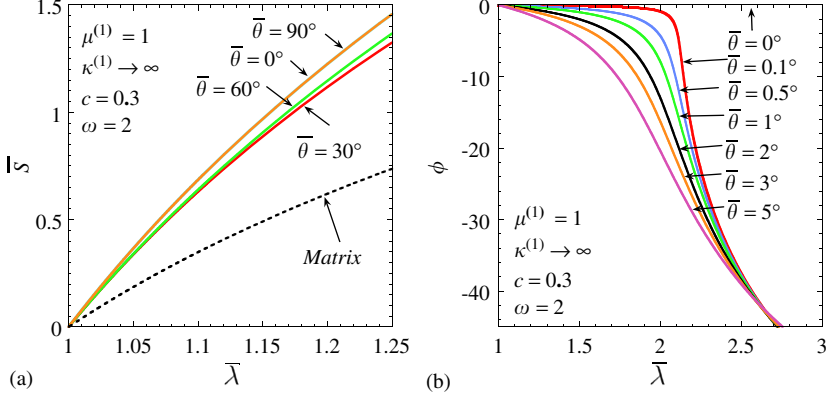 1.5
1
0.5
0
1
1.05
1.1
1.15
1.2
1.25
s̅
λ̅
(a)
μ⁽¹⁾ = 1
κ⁽¹⁾ → ∞
c = 0.3
ω = 2
θ̅ = 90°
θ̅ = 0°
θ̅ = 60°
θ̅ = 30°
Matrix
0
-10
-20
-30
-40
1
1.5
2
2.5
3
ϕ
λ̅
(b)
θ̅ = 0°
θ̅ = 0.1°
θ̅ = 0.5°
θ̅ = 1°
θ̅ = 2°
θ̅ = 3°
θ̅ = 5°
μ⁽¹⁾ = 1
κ⁽¹⁾ → ∞
c = 0.3
ω = 2